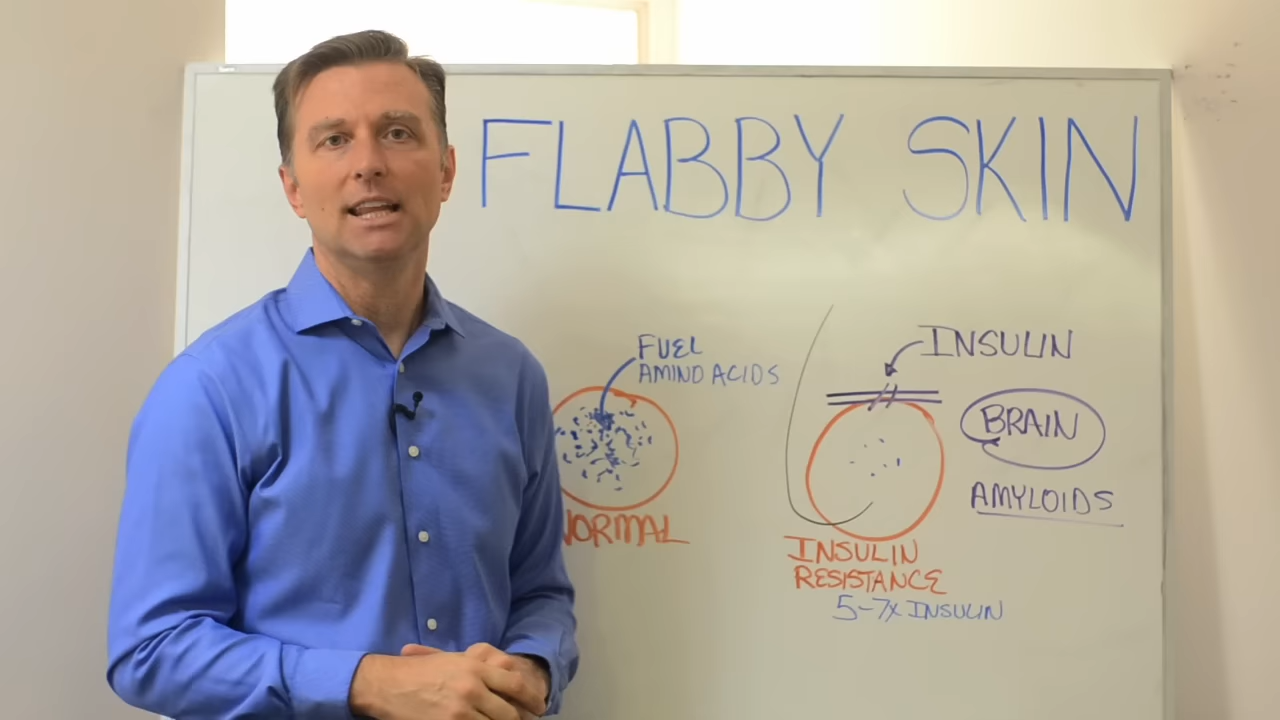 FLABBY SKIN
FUEL
AMINO ACIDS
NORMAL
INSULIN
BRAIN
AMYLOIDS
INSULIN
RESISTANCE
5-7x INSULIN